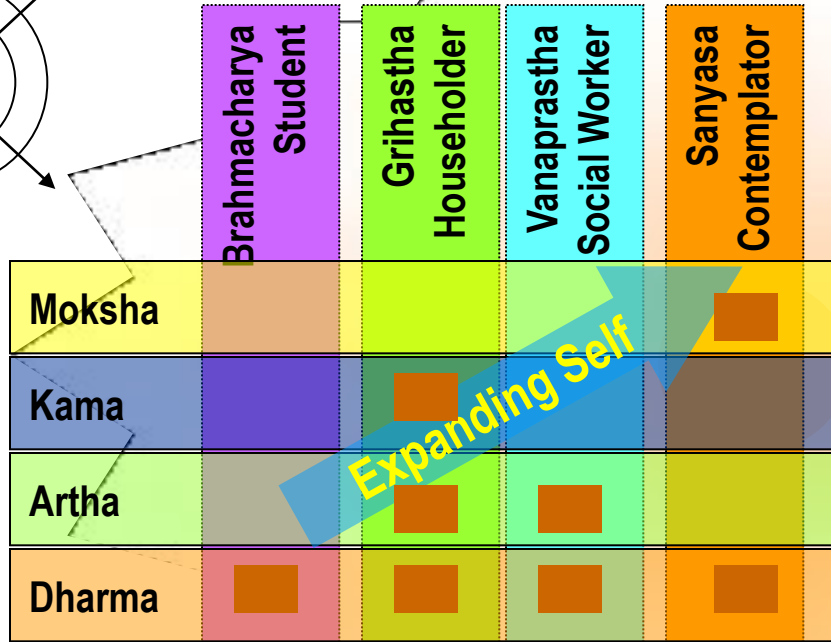 Brahmacharya
Student
Grihastha
Householder
Vanaprastha
Social Worker
Sanyasa
Contemplator
Moksha
Kama
Expanding Self
Artha
Dharma